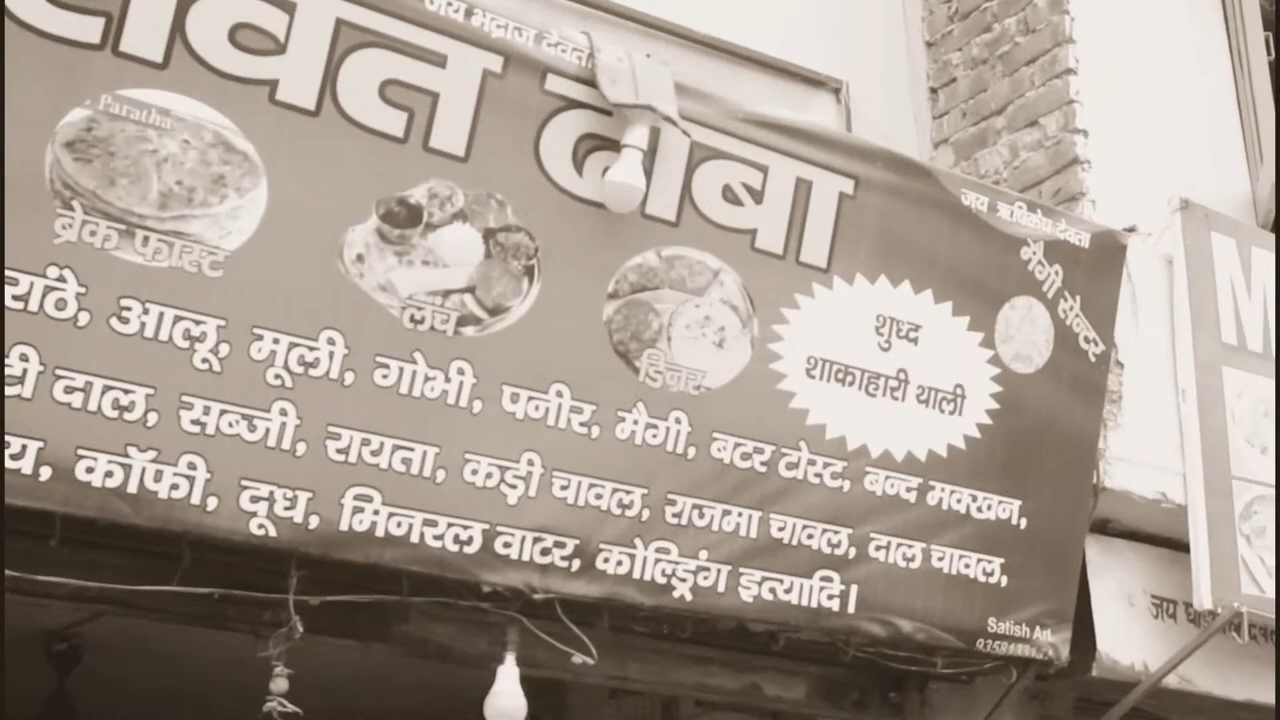 जय भद्राज देवता
ढाबा
जय ऋषिकेष देवता
मैगी सेन्टर
Paratha
ब्रेक फास्ट
लंच
डिनर
शुध्द
शाकाहारी थाली
आलू, मूली, गोभी, पनीर, मैगी, बटर टोस्ट, बन्द मक्खन,
दाल, सब्जी, रायता, कड़ी चावल, राजमा चावल, दाल चावल,
कॉफी, दूध, मिनरल वाटर, कोल्ड्रिंग इत्यादि।
Satish Art
जय